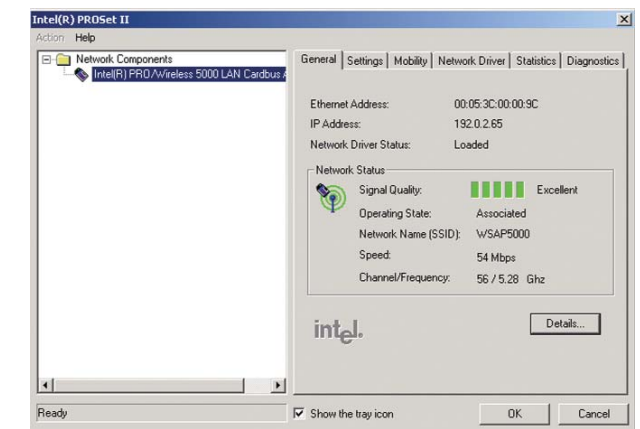 Intel(R) PROSet II
Action Help
Network Components
Intel(R) PRO/Wireless 5000 LAN Cardbus A
General Settings Mobility Network Driver Statistics Diagnostics
Ethernet Address: 00:05:3C:00:00:9C
IP Address: 192.0.2.65
Network Driver Status: Loaded
Network Status
Signal Quality: Excellent
Operating State: Associated
Network Name (SSID): WSAP5000
Speed: 54 Mbps
Channel/Frequency: 56 / 5.28 Ghz
intel.
Details...
Ready
Show the tray icon
OK
Cancel